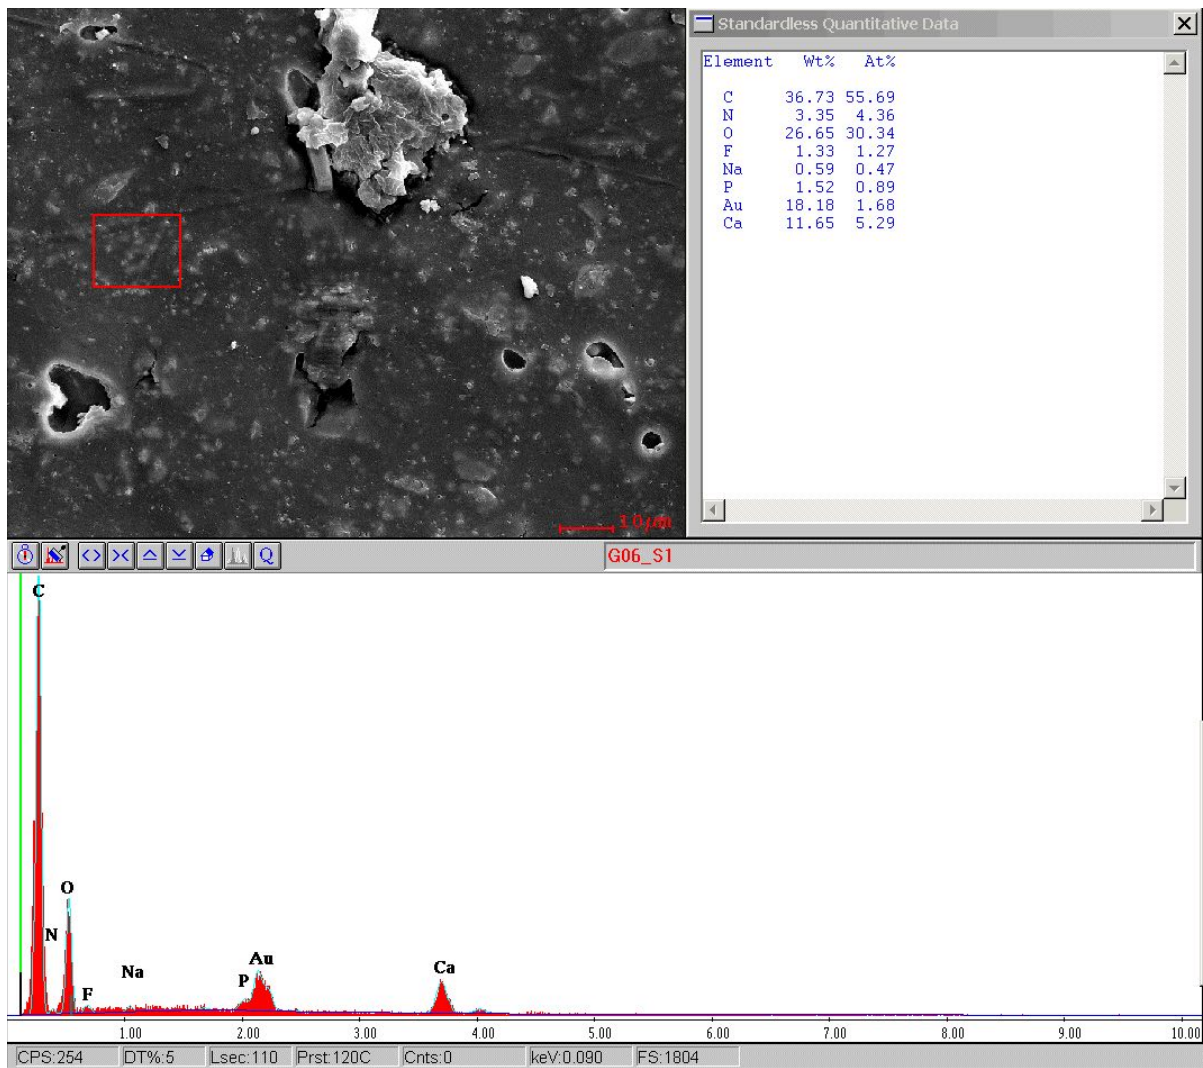 Standardless Quantitative Data
Element Wt% At%
C 36.73 55.69
N 3.35 4.36
O 26.65 30.34
F 1.33 1.27
Na 0.59 0.47
P 1.52 0.89
Au 18.18 1.68
Ca 11.65 5.29
Q
G06_S1
C
O
N
F
Na
P
Au
Ca
1.00 2.00 3.00 4.00 5.00 6.00 7.00 8.00 9.00 10.00
CPS:254 DT%:5 Lsec:110 Prst:120C Cnts:0 keV:0.090 FS:1804